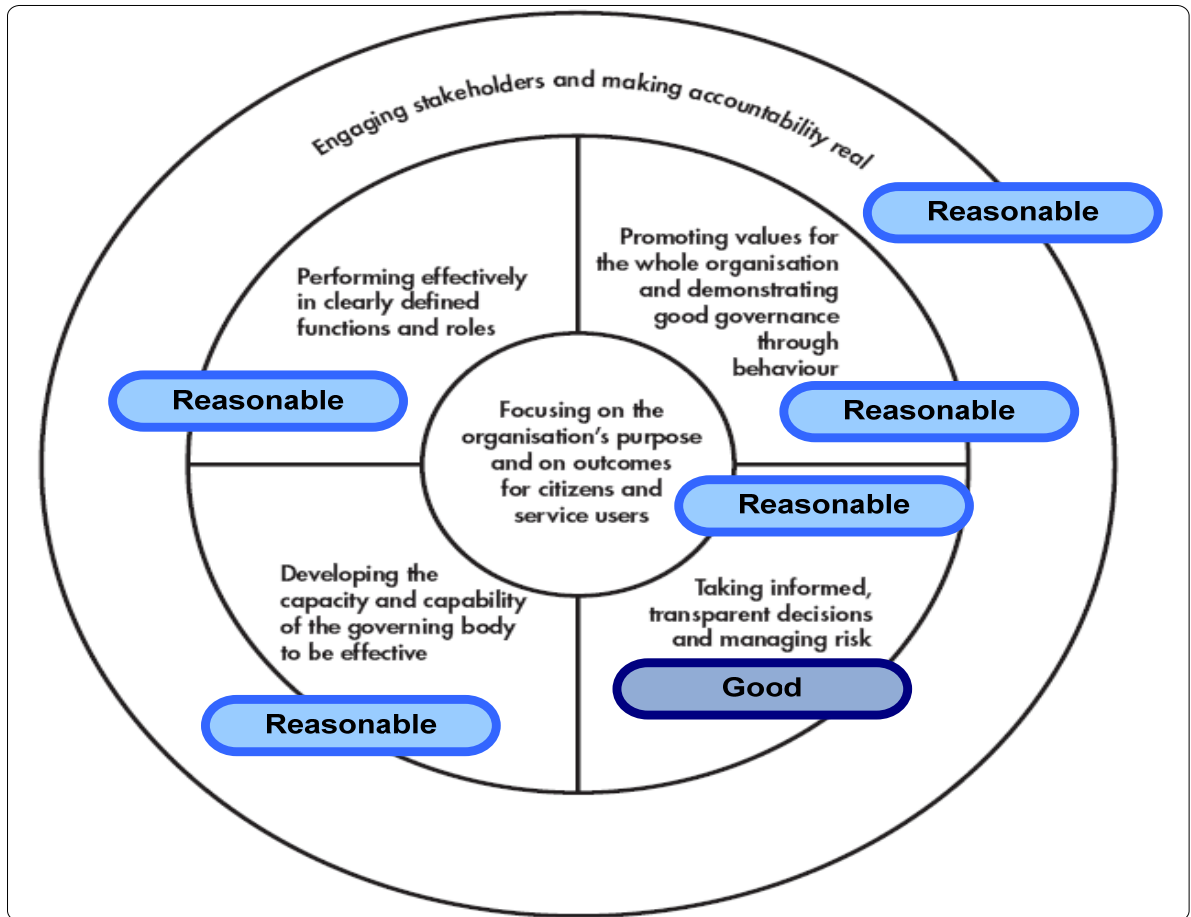 Engaging stakeholders and making accountability real
Reasonable
Promoting values for
the whole organisation
and demonstrating
good governance
through
behaviour
Performing effectively
in clearly defined
functions and roles
Reasonable
Reasonable
Focusing on the
organisation's purpose
and on outcomes
for citizens and
service users
Reasonable
Developing the
capacity and capability
of the governing body
to be effective
Taking informed,
transparent decisions
and managing risk
Good
Reasonable